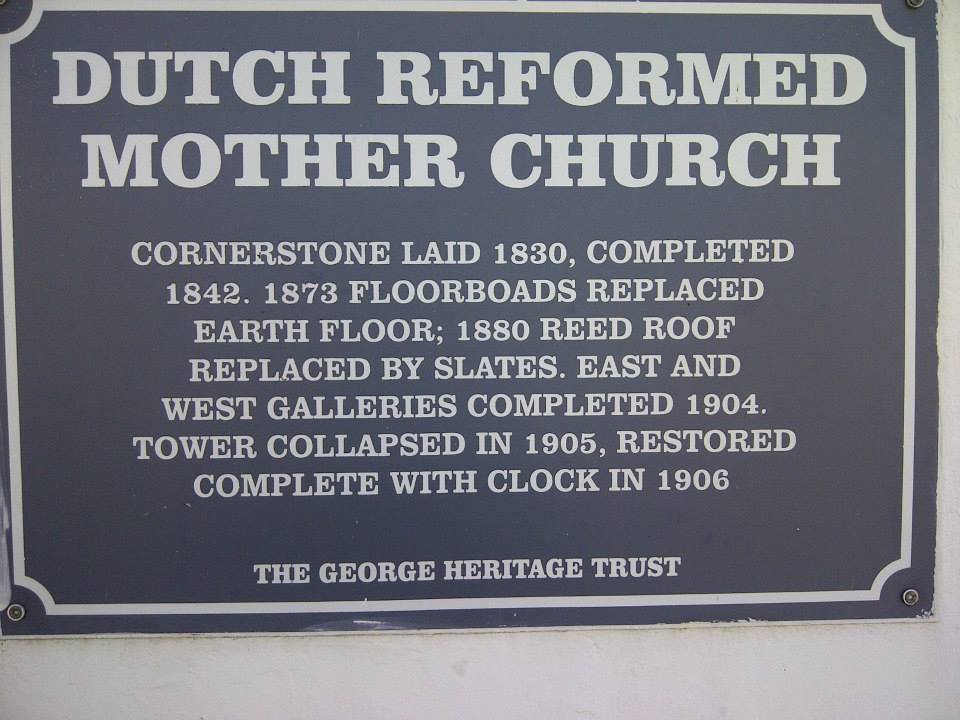 DUTCH REFORMED
MOTHER CHURCH
CORNERSTONE LAID 1830, COMPLETED
1842. 1873 FLOORBOADS REPLACED
EARTH FLOOR; 1880 REED ROOF
REPLACED BY SLATES. EAST AND
WEST GALLERIES COMPLETED 1904.
TOWER COLLAPSED IN 1905, RESTORED
COMPLETE WITH CLOCK IN 1906
THE GEORGE HERITAGE TRUST